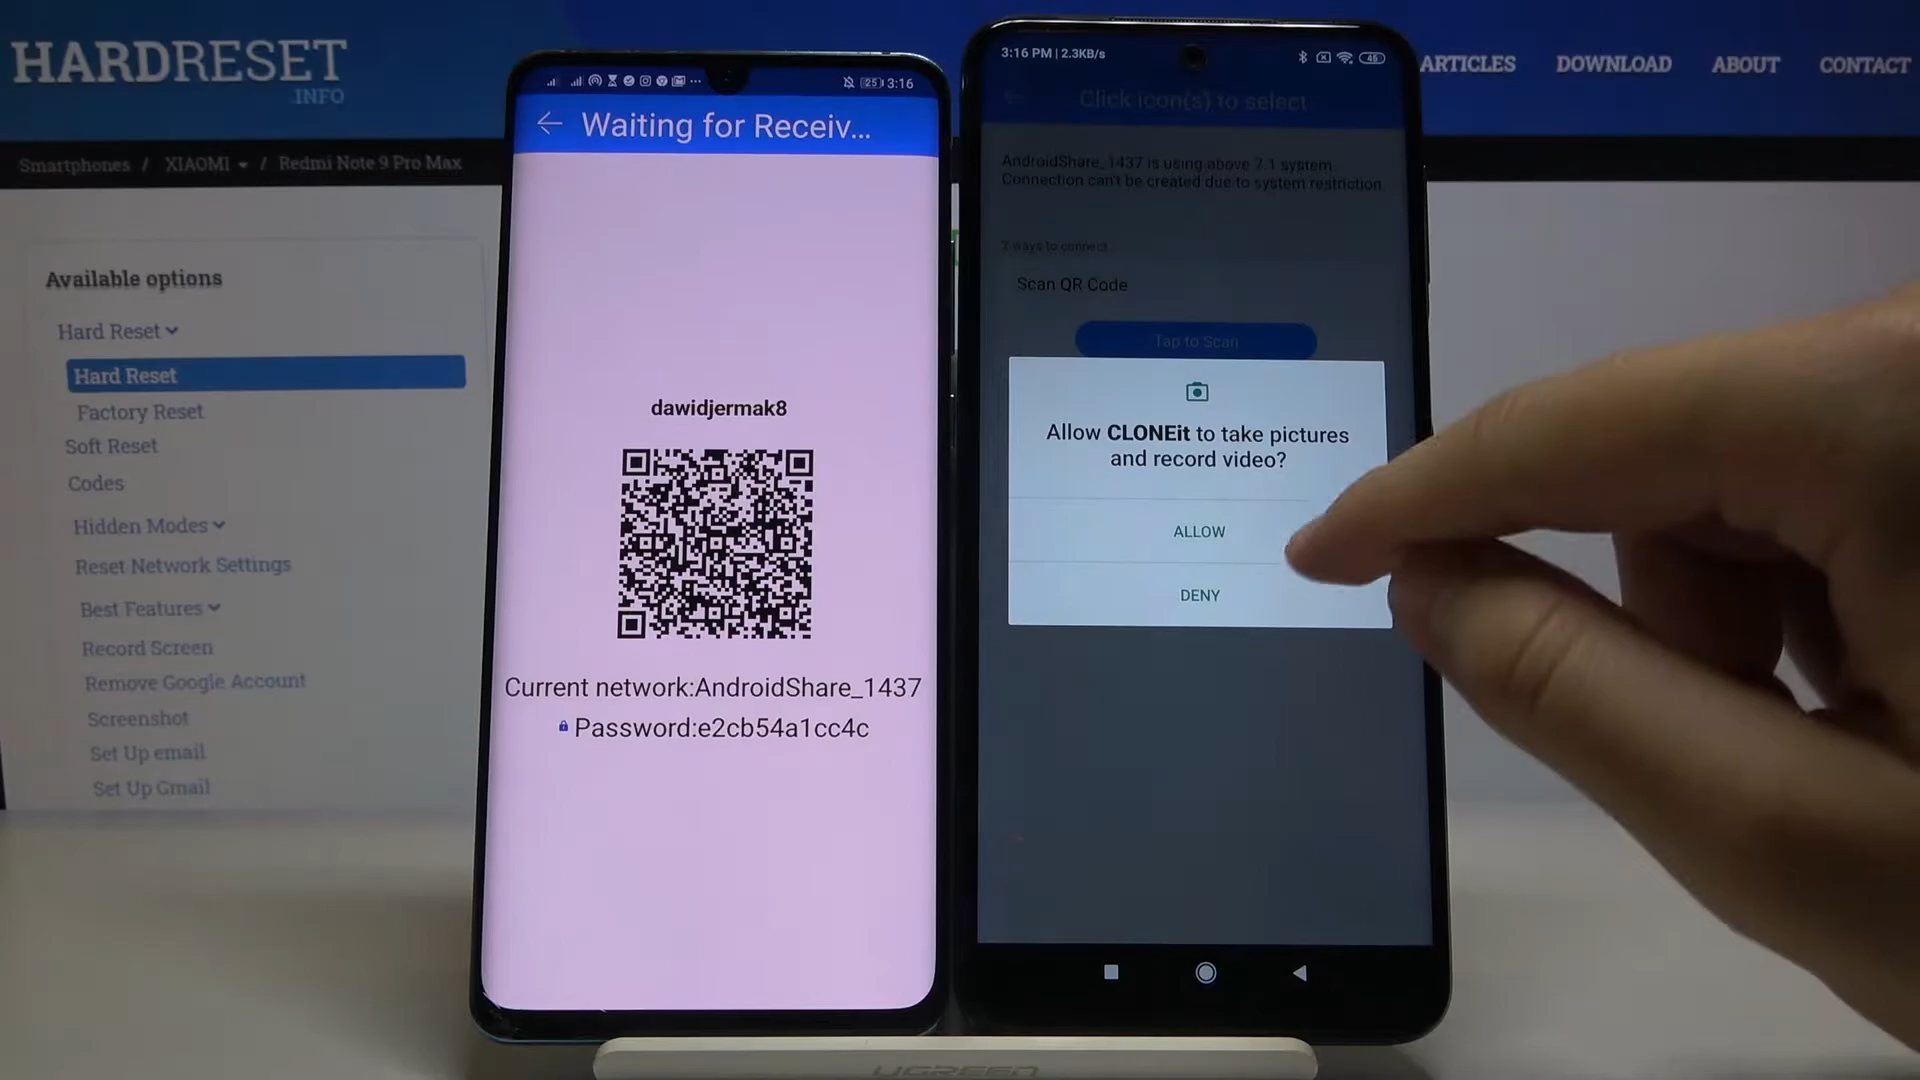 HARDRESET
.INFO
ARTICLES
DOWNLOAD
ABOUT
CONTACT
Smartphones / XIAOMI / Redmi Note 9 Pro Max
Available options
Hard Reset
Hard Reset
Factory Reset
Soft Reset
Codes
Hidden Modes
Reset Network Settings
Best Features
Record Screen
Remove Google Account
Screenshot
Set Up email
Set Up Gmail
25 3:16
Waiting for Receiv...
dawidjermak8
Current network:AndroidShare_1437
Password:e2cb54a1cc4c
3:16 PM | 2.3KB/s
45
Click icon(s) to select
AndroidShare_1437 is using above 7.1 system.
Connection can't be created due to system restriction.
2 ways to connect
Scan QR Code
Tap to Scan
Allow CLONEit to take pictures
and record video?
ALLOW
DENY
UGREEN